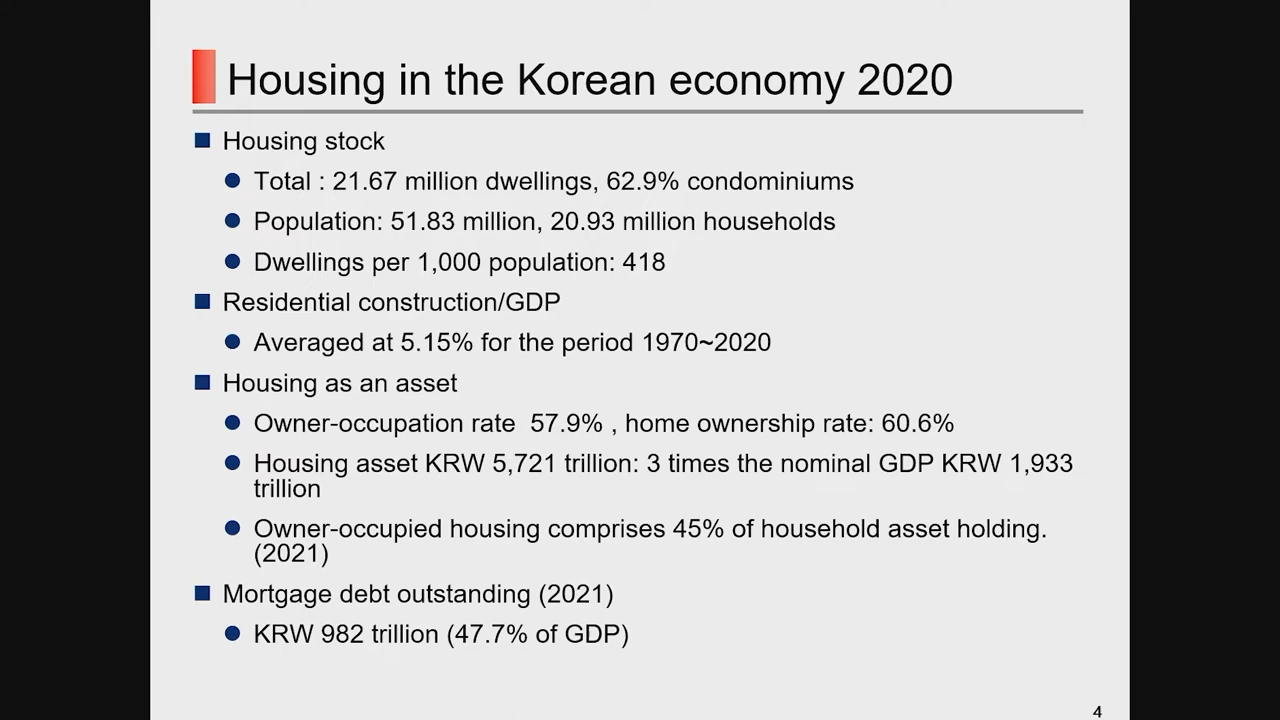 Housing in the Korean economy 2020
Housing stock
Total : 21.67 million dwellings, 62.9% condominiums
Population: 51.83 million, 20.93 million households
Dwellings per 1,000 population: 418
Residential construction/GDP
Averaged at 5.15% for the period 1970~2020
Housing as an asset
Owner-occupation rate  57.9% , home ownership rate: 60.6%
Housing asset KRW 5,721 trillion: 3 times the nominal GDP KRW 1,933
trillion
Owner-occupied housing comprises 45% of household asset holding.
(2021)
Mortgage debt outstanding (2021)
KRW 982 trillion (47.7% of GDP)
4